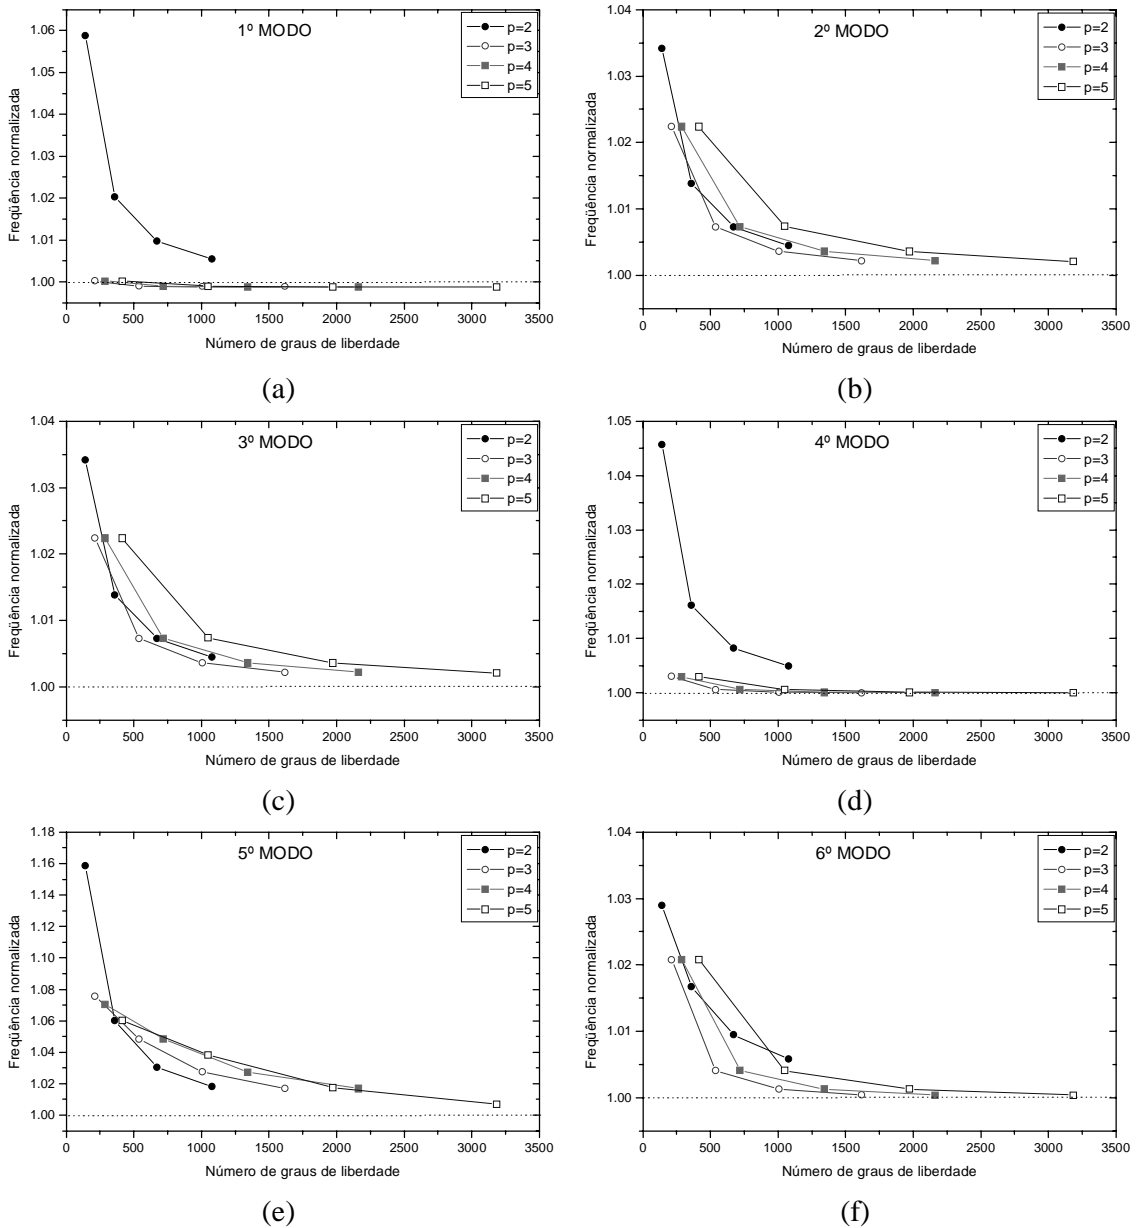 1º MODO
p=2
p=3
p=4
p=5
1.06
1.05
1.04
1.03
1.02
1.01
1.00
Freqüência normalizada
0 500 1000 1500 2000 2500 3000 3500
Número de graus de liberdade
(a)
2º MODO
p=2
p=3
p=4
p=5
1.04
1.03
1.02
1.01
1.00
Freqüência normalizada
0 500 1000 1500 2000 2500 3000 3500
Número de graus de liberdade
(b)
3º MODO
p=2
p=3
p=4
p=5
1.04
1.03
1.02
1.01
1.00
Freqüência normalizada
0 500 1000 1500 2000 2500 3000 3500
Número de graus de liberdade
(c)
4º MODO
p=2
p=3
p=4
p=5
1.05
1.04
1.03
1.02
1.01
1.00
Freqüência normalizada
0 500 1000 1500 2000 2500 3000 3500
Número de graus de liberdade
(d)
5º MODO
p=2
p=3
p=4
p=5
1.18
1.16
1.14
1.12
1.10
1.08
1.06
1.04
1.02
1.00
Freqüência normalizada
0 500 1000 1500 2000 2500 3000 3500
Número de graus de liberdade
(e)
6º MODO
p=2
p=3
p=4
p=5
1.04
1.03
1.02
1.01
1.00
Freqüência normalizada
0 500 1000 1500 2000 2500 3000 3500
Número de graus de liberdade
(f)